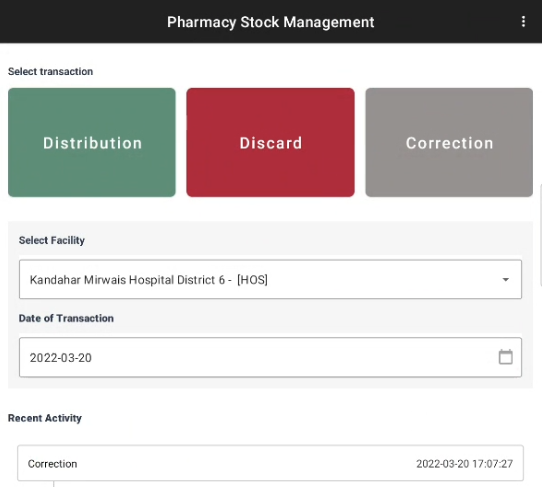 Pharmacy Stock Management
Select transaction
Distribution Discard Correction
Select Facility
Kandahar Mirwais Hospital District 6 - [HOS]
Date of Transaction
2022-03-20
Recent Activity
Correction 2022-03-20 17:07:27